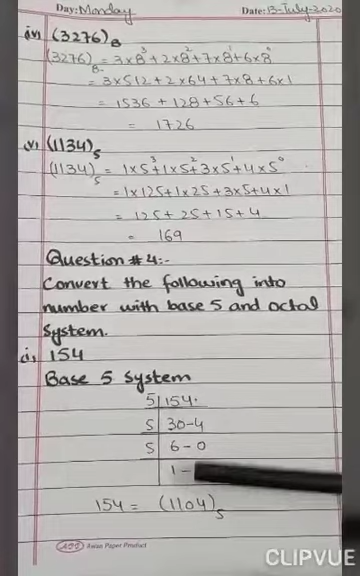 Day: Monday Date: 13-July-2020
iv) (3276)₈
(3276)₈ = 3×8³+2×8²+7×8¹+6×8⁰
= 3×512+2×64+7×8+6×1
= 1536+128+56+6
= 1726
(v) (1134)₅
(1134)₅ = 1×5³+1×5²+3×5¹+4×5⁰
= 1×125+1×25+3×5+4×1
= 125+25+15+4
= 169
Question #4:-
Convert the following into
number with base 5 and octal
System.
(i) 154
Base 5 System
5|154.
5|30-4
5|6-0
|1-
154 = (1104)₅
Awan Paper Product
CLIPVUE